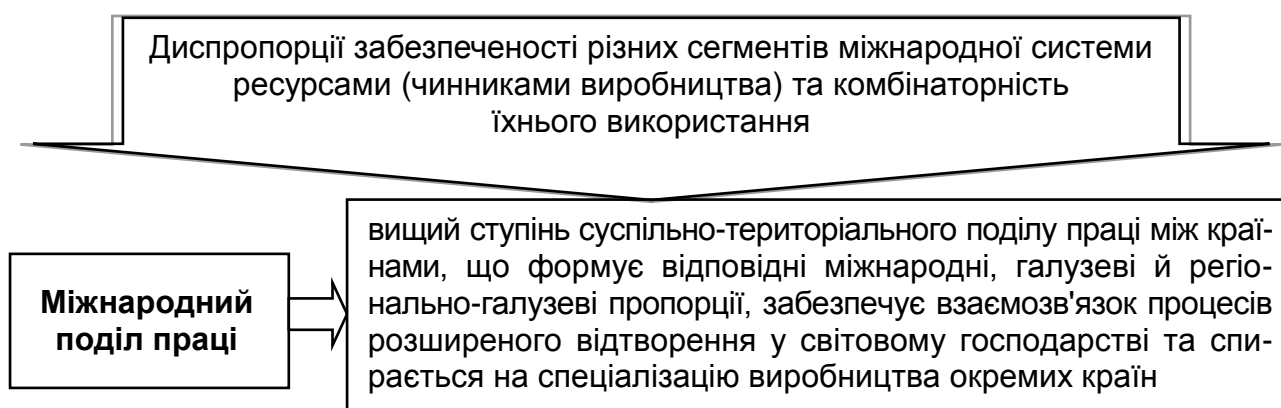 Диспропорції забезпеченості різних сегментів міжнародної системи
ресурсами (чинниками виробництва) та комбінаторність
їхнього використання
Міжнародний
поділ праці
вищий ступінь суспільно-територіального поділу праці між краї-
нами, що формує відповідні міжнародні, галузеві й регіо-
нально-галузеві пропорції, забезпечує взаємозв'язок процесів
розширеного відтворення у світовому господарстві та спи-
рається на спеціалізацію виробництва окремих країн